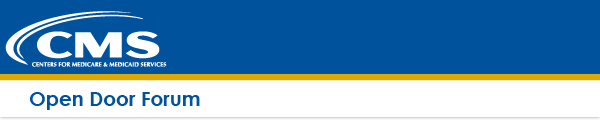 CMS
CENTERS FOR MEDICARE & MEDICAID SERVICES
Open Door Forum